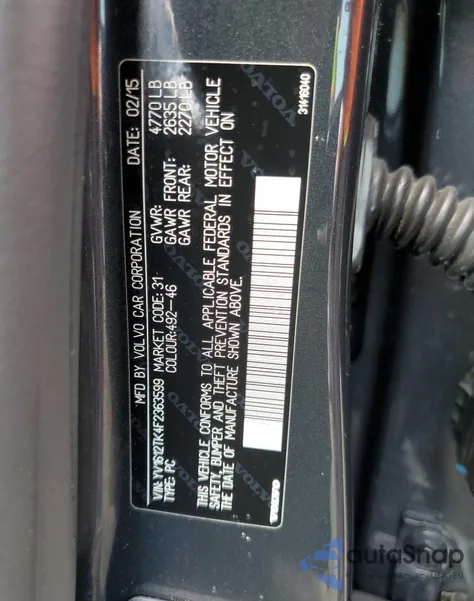 MFD BY VOLVO CAR CORPORATION DATE: 02/15
VIN: YV1612TK4F2363599 MARKET CODE: 31 GVWR: 4770 LB
TYPE: PC COLOUR: 492-46 GAWR FRONT: 2635 LB
GAWR REAR: 2270 LB
THIS VEHICLE CONFORMS TO ALL APPLICABLE FEDERAL MOTOR VEHICLE
SAFETY, BUMPER AND THEFT PREVENTION STANDARDS IN EFFECT ON
THE DATE OF MANUFACTURE SHOWN ABOVE.
VOLVO
31416040
autoSnap